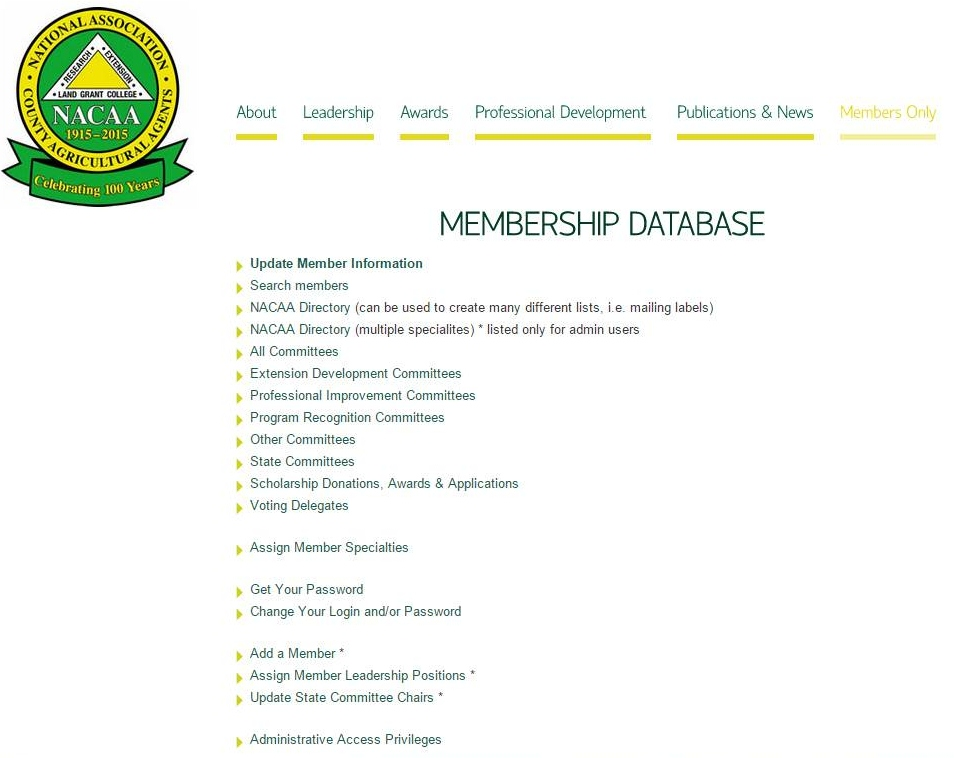 NATIONAL ASSOCIATION
COUNTY AGRICULTURAL AGENTS
RESEARCH
EXTENSION
• LAND GRANT COLLEGE •
NACAA
1915–2015
Celebrating 100 Years
About Leadership Awards Professional Development Publications & News Members Only
MEMBERSHIP DATABASE
Update Member Information
Search members
NACAA Directory (can be used to create many different lists, i.e. mailing labels)
NACAA Directory (multiple specialites) * listed only for admin users
All Committees
Extension Development Committees
Professional Improvement Committees
Program Recognition Committees
Other Committees
State Committees
Scholarship Donations, Awards & Applications
Voting Delegates
Assign Member Specialties
Get Your Password
Change Your Login and/or Password
Add a Member *
Assign Member Leadership Positions *
Update State Committee Chairs *
Administrative Access Privileges